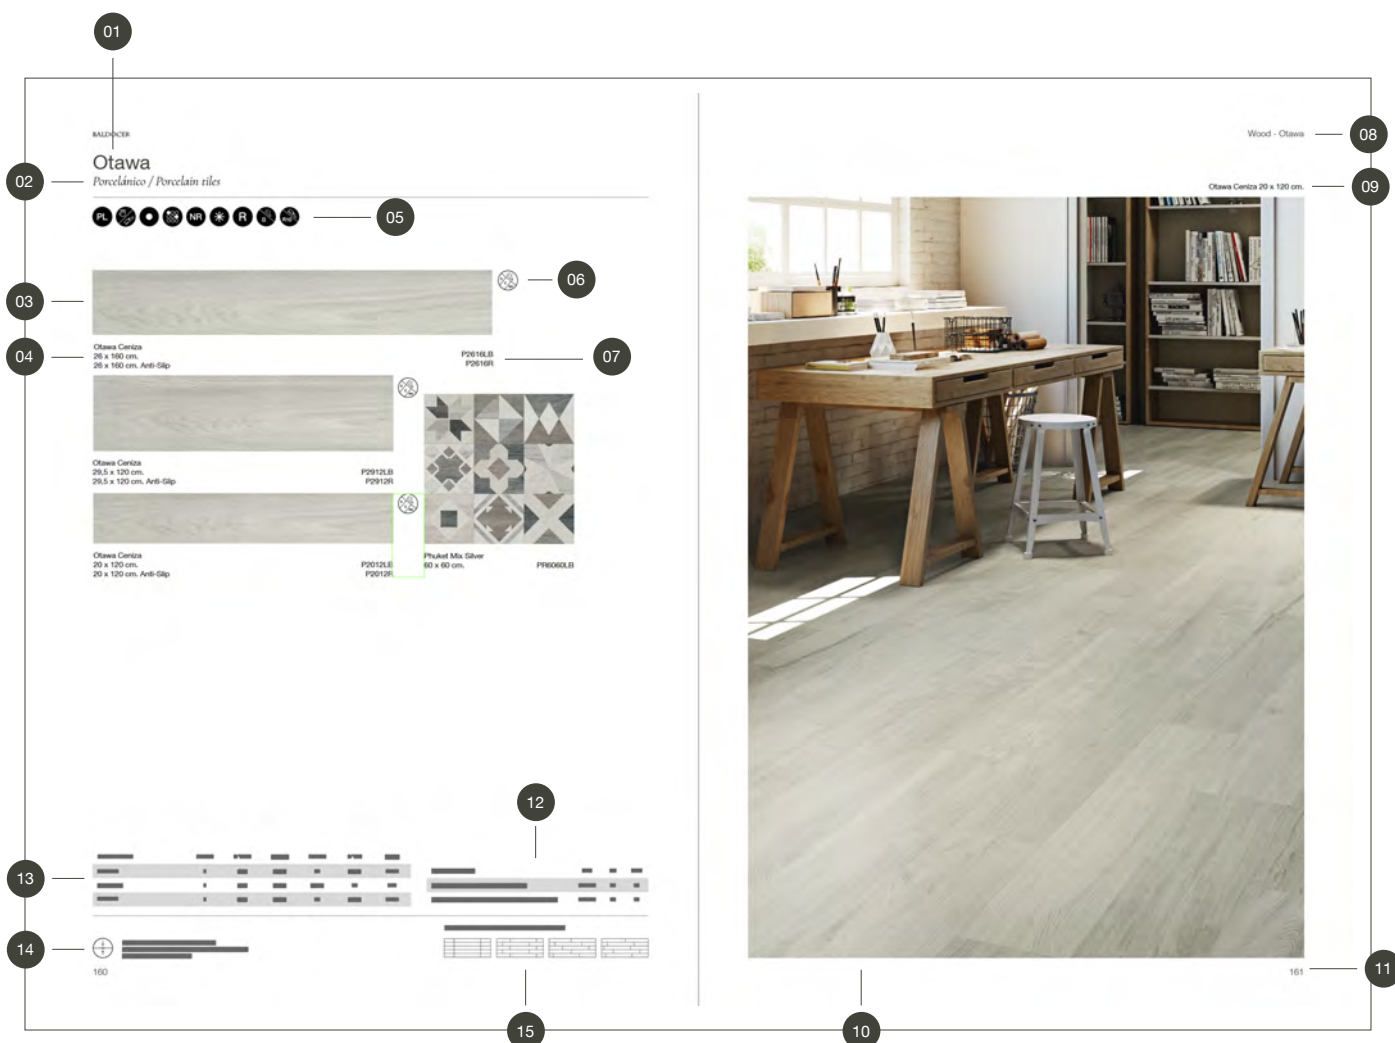 01
BALDOCER
Otawa
02
Porcelánico / Porcelain tiles
PL
NR
R
05
03
06
04
Otawa Ceniza
26 x 160 cm.
26 x 160 cm. Anti-Slip
P2616LB
P2616R
07
Otawa Ceniza
29,5 x 120 cm.
29,5 x 120 cm. Anti-Slip
P2912LB
P2912R
Otawa Ceniza
20 x 120 cm.
20 x 120 cm. Anti-Slip
P2012LB
P2012R
Phuket Mix Silver
60 x 60 cm.
PR6060LB
12
13
14
160
15
Wood - Otawa
08
Otawa Ceniza 20 x 120 cm.
09
161
11
10